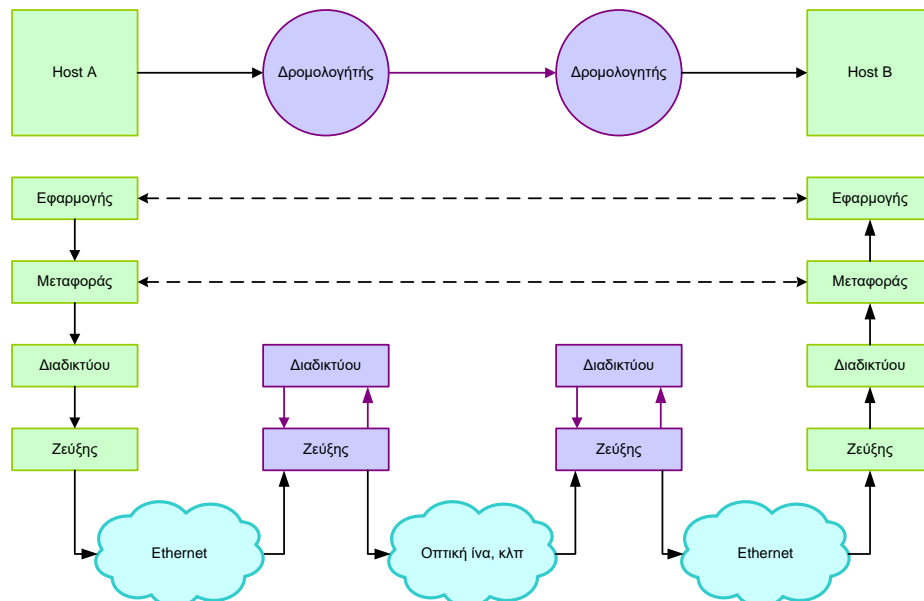 Host A
Δρομολογήτής
Δρομολογητής
Host B
Εφαρμογής
Εφαρμογής
Μεταφοράς
Μεταφοράς
Διαδικτύου
Διαδικτύου
Διαδικτύου
Διαδικτύου
Ζεύξης
Ζεύξης
Ζεύξης
Ζεύξης
Ethernet
Οπτική ίνα, κλπ
Ethernet